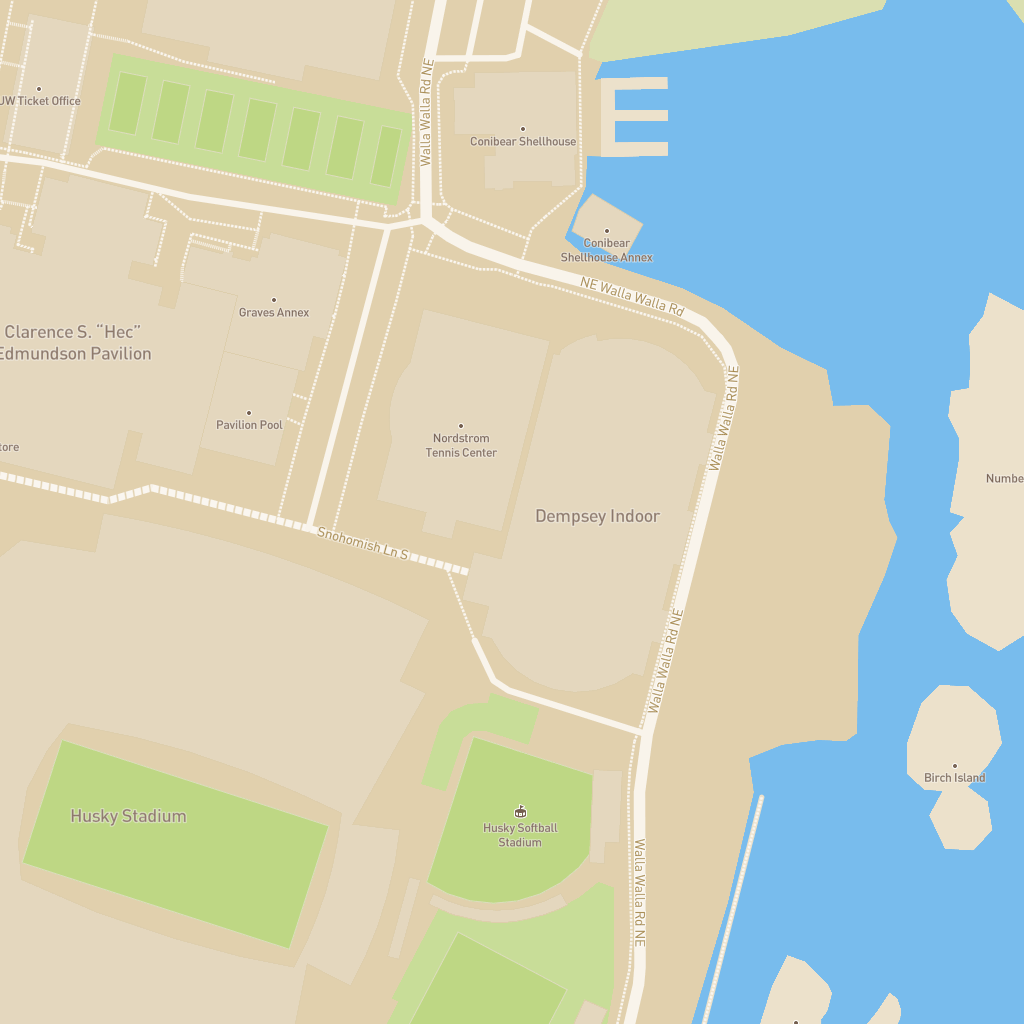 UW Ticket Office
Walla Walla Rd NE
Conibear Shellhouse
Conibear
Shellhouse Annex
NE Walla Walla Rd
Graves Annex
Clarence S. "Hec"
Edmundson Pavilion
Pavilion Pool
Walla Walla Rd NE
Nordstrom
Tennis Center
tore
Numbe
Dempsey Indoor
Snohomish Ln S
Walla Walla Rd NE
Birch Island
Husky Stadium
Husky Softball
Stadium
Walla Walla Rd NE